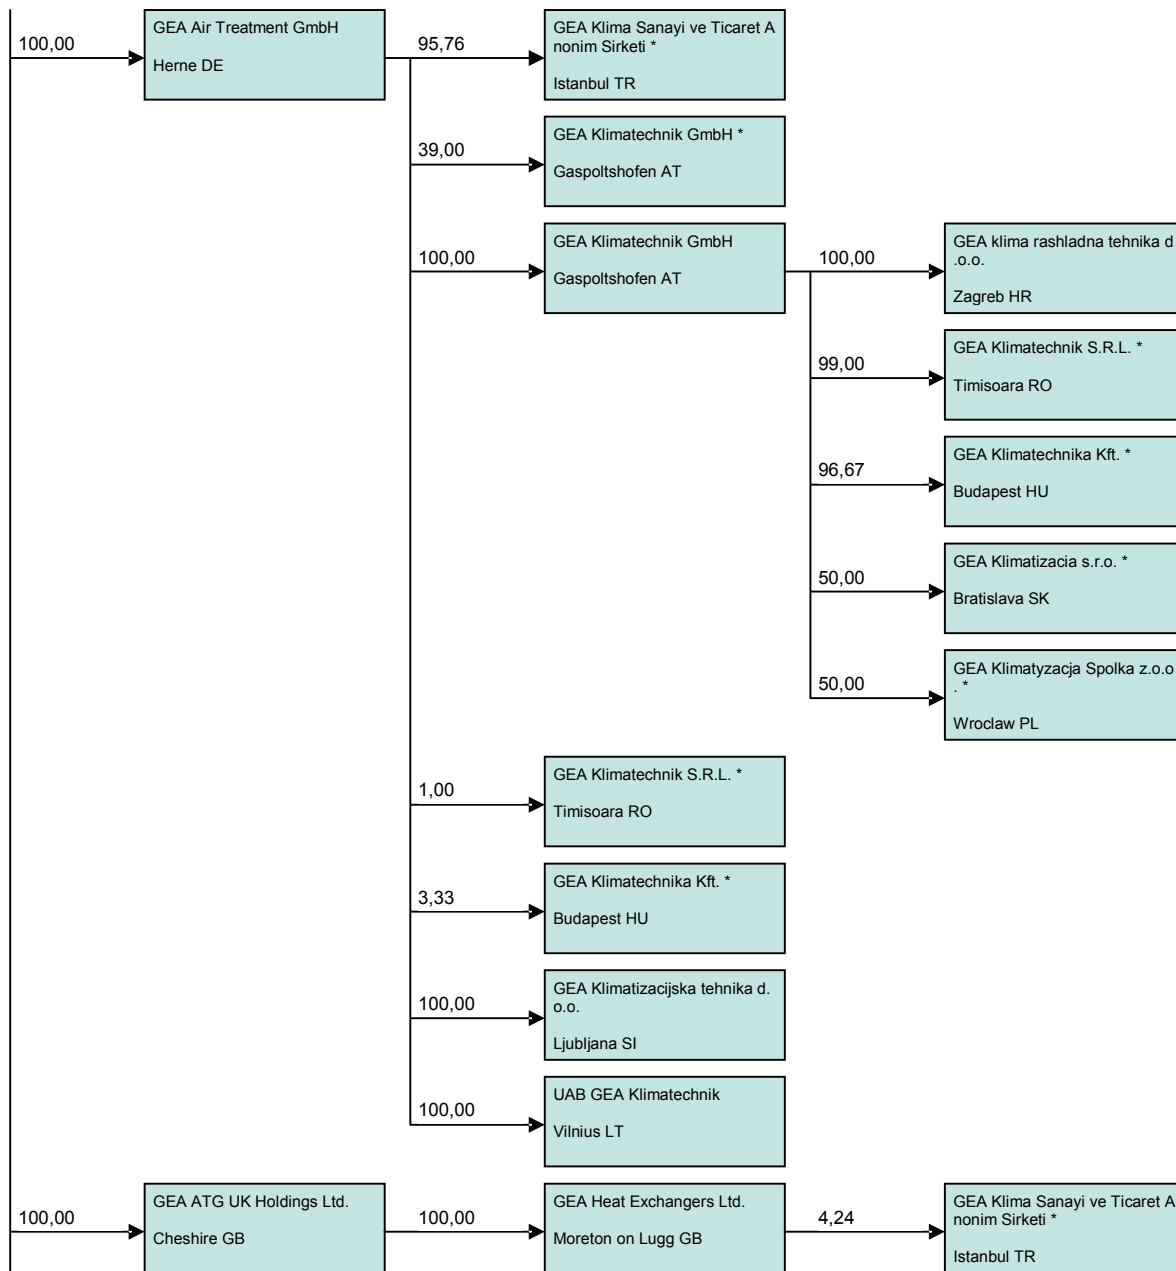 GEA Air Treatment GmbH
Herne DE
100,00
95,76
GEA Klima Sanayi ve Ticaret A
nonim Sirketi *
Istanbul TR
39,00
GEA Klimatechnik GmbH *
Gaspoltshofen AT
100,00
GEA Klimatechnik GmbH
Gaspoltshofen AT
100,00
GEA klima rashladna tehnika d
.o.o.
Zagreb HR
99,00
GEA Klimatechnik S.R.L. *
Timisoara RO
96,67
GEA Klimatechnika Kft. *
Budapest HU
50,00
GEA Klimatizacia s.r.o. *
Bratislava SK
50,00
GEA Klimatyzacja Spolka z.o.o
. *
Wroclaw PL
1,00
GEA Klimatechnik S.R.L. *
Timisoara RO
3,33
GEA Klimatechnika Kft. *
Budapest HU
100,00
GEA Klimatizacijska tehnika d.
o.o.
Ljubljana SI
100,00
UAB GEA Klimatechnik
Vilnius LT
100,00
GEA ATG UK Holdings Ltd.
Cheshire GB
100,00
GEA Heat Exchangers Ltd.
Moreton on Lugg GB
4,24
GEA Klima Sanayi ve Ticaret A
nonim Sirketi *
Istanbul TR